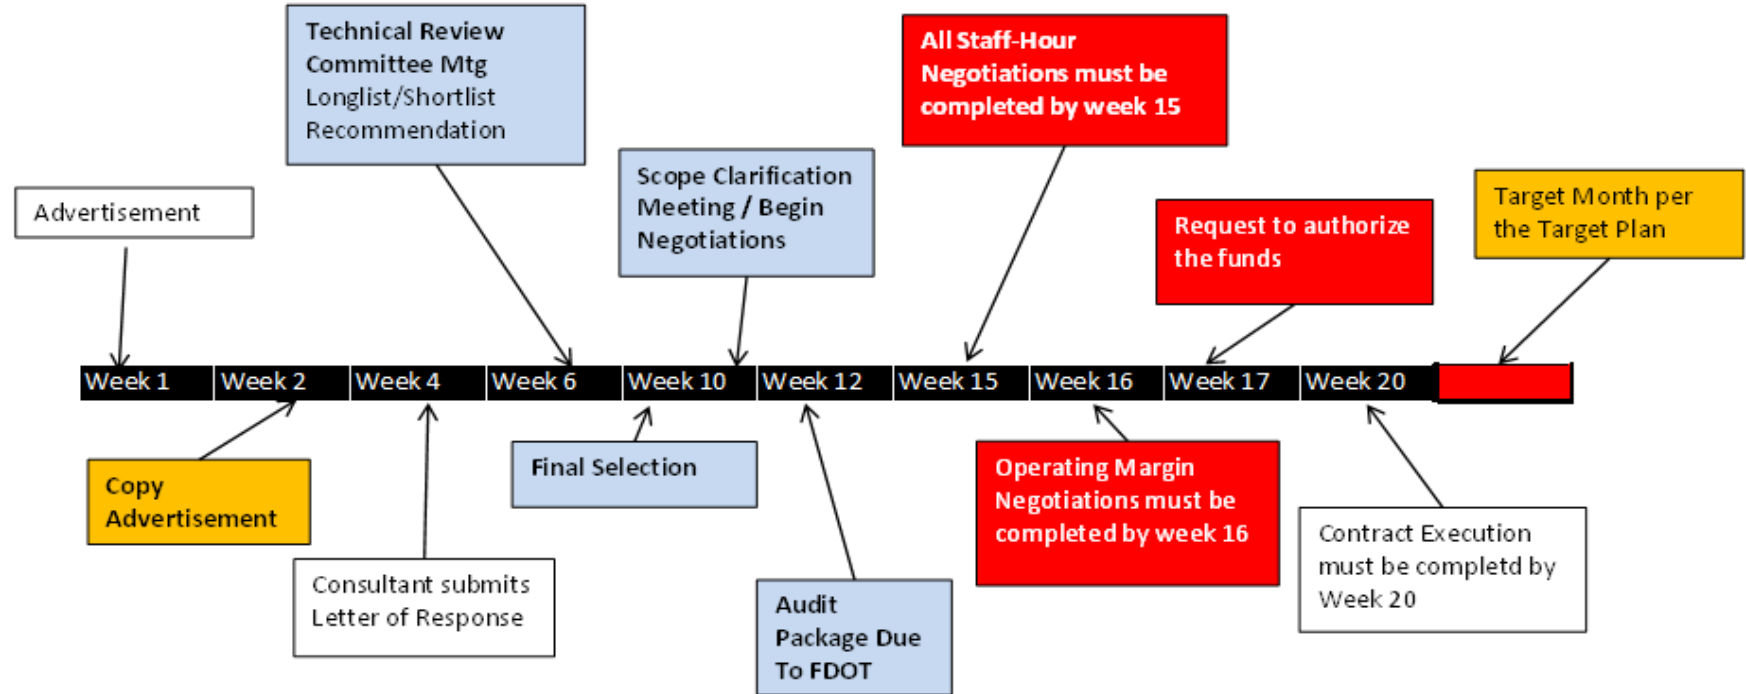 Technical Review
Committee Mtg
Longlist/Shortlist
Recommendation
All Staff-Hour
Negotiations must be
completed by week 15
Scope Clarification
Meeting / Begin
Negotiations
Advertisement
Request to authorize
the funds
Target Month per
the Target Plan
Week 1
Week 2
Week 4
Week 6
Week 10
Week 12
Week 15
Week 16
Week 17
Week 20
Copy
Advertisement
Final Selection
Operating Margin
Negotiations must be
completed by week 16
Consultant submits
Letter of Response
Audit
Package Due
To FDOT
Contract Execution
must be completd by
Week 20